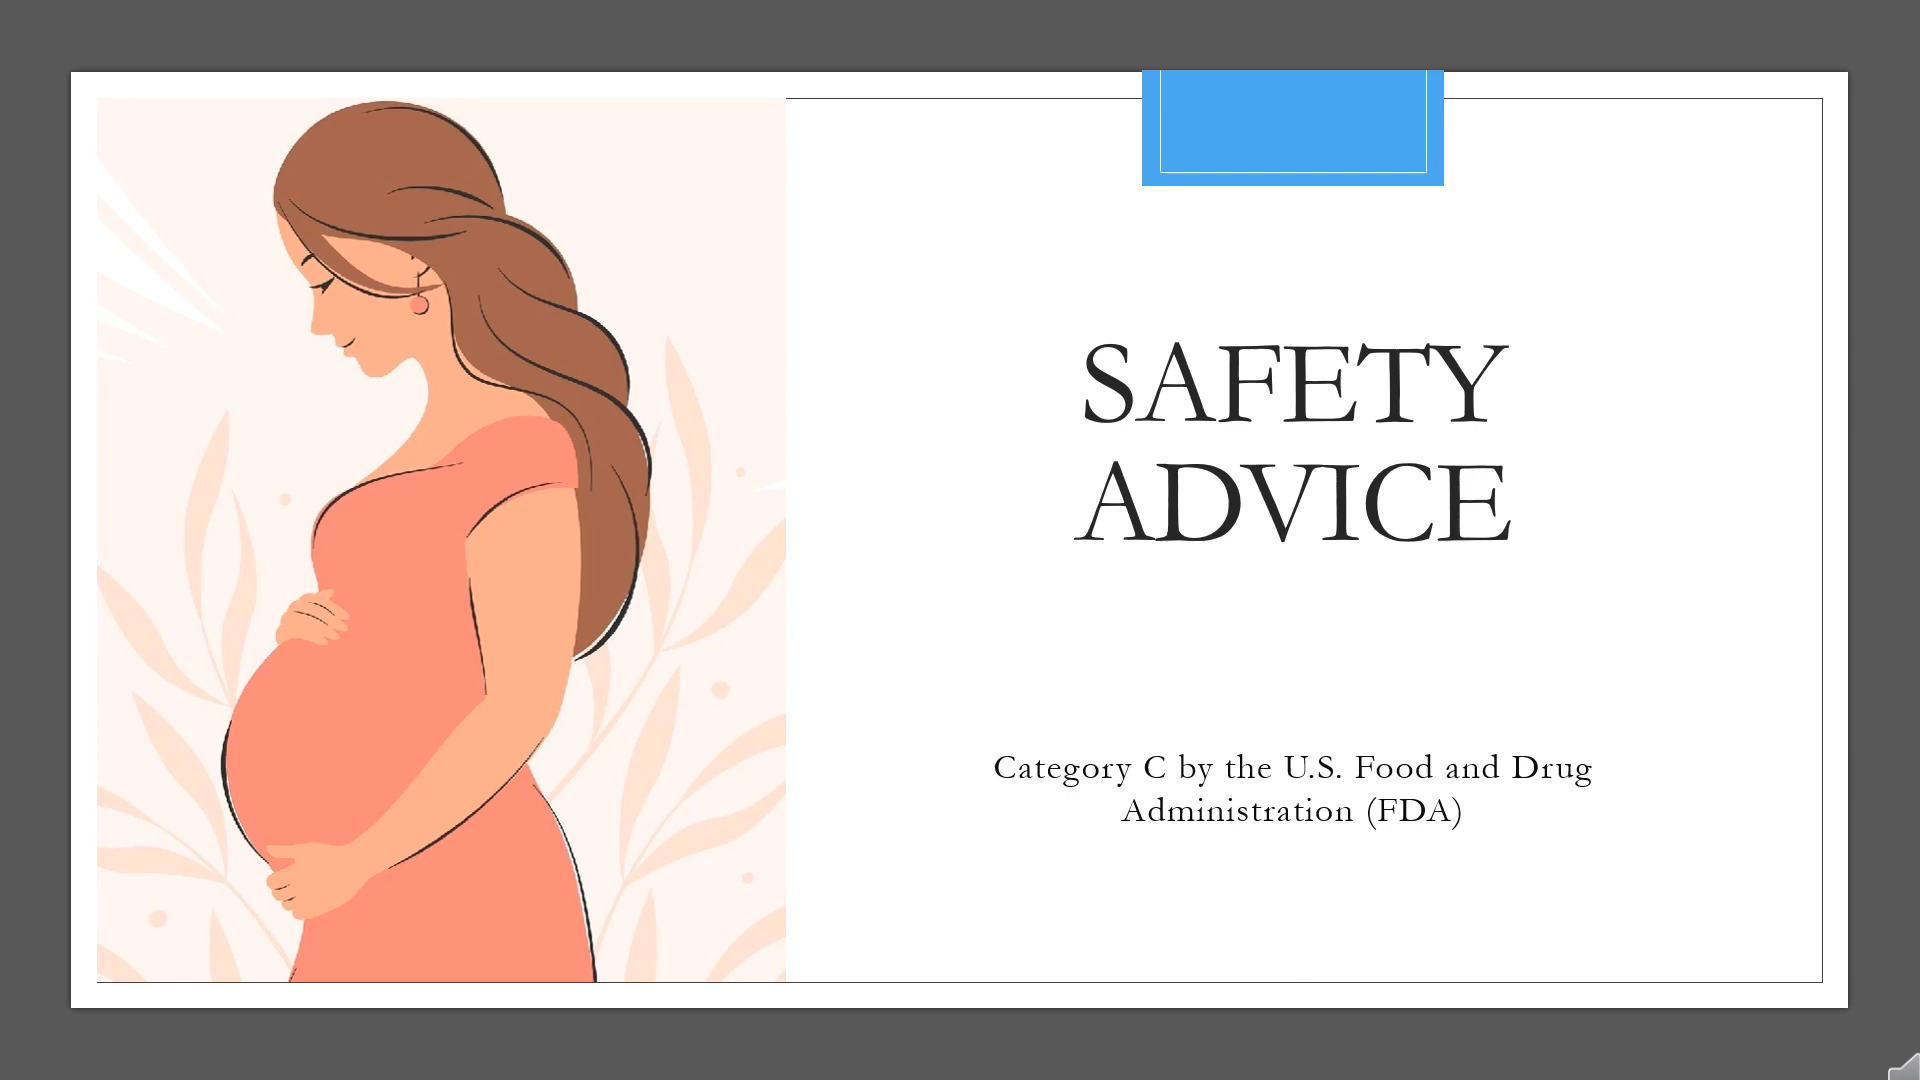 SAFETY
ADVICE
Category C by the U.S. Food and Drug
Administration (FDA)